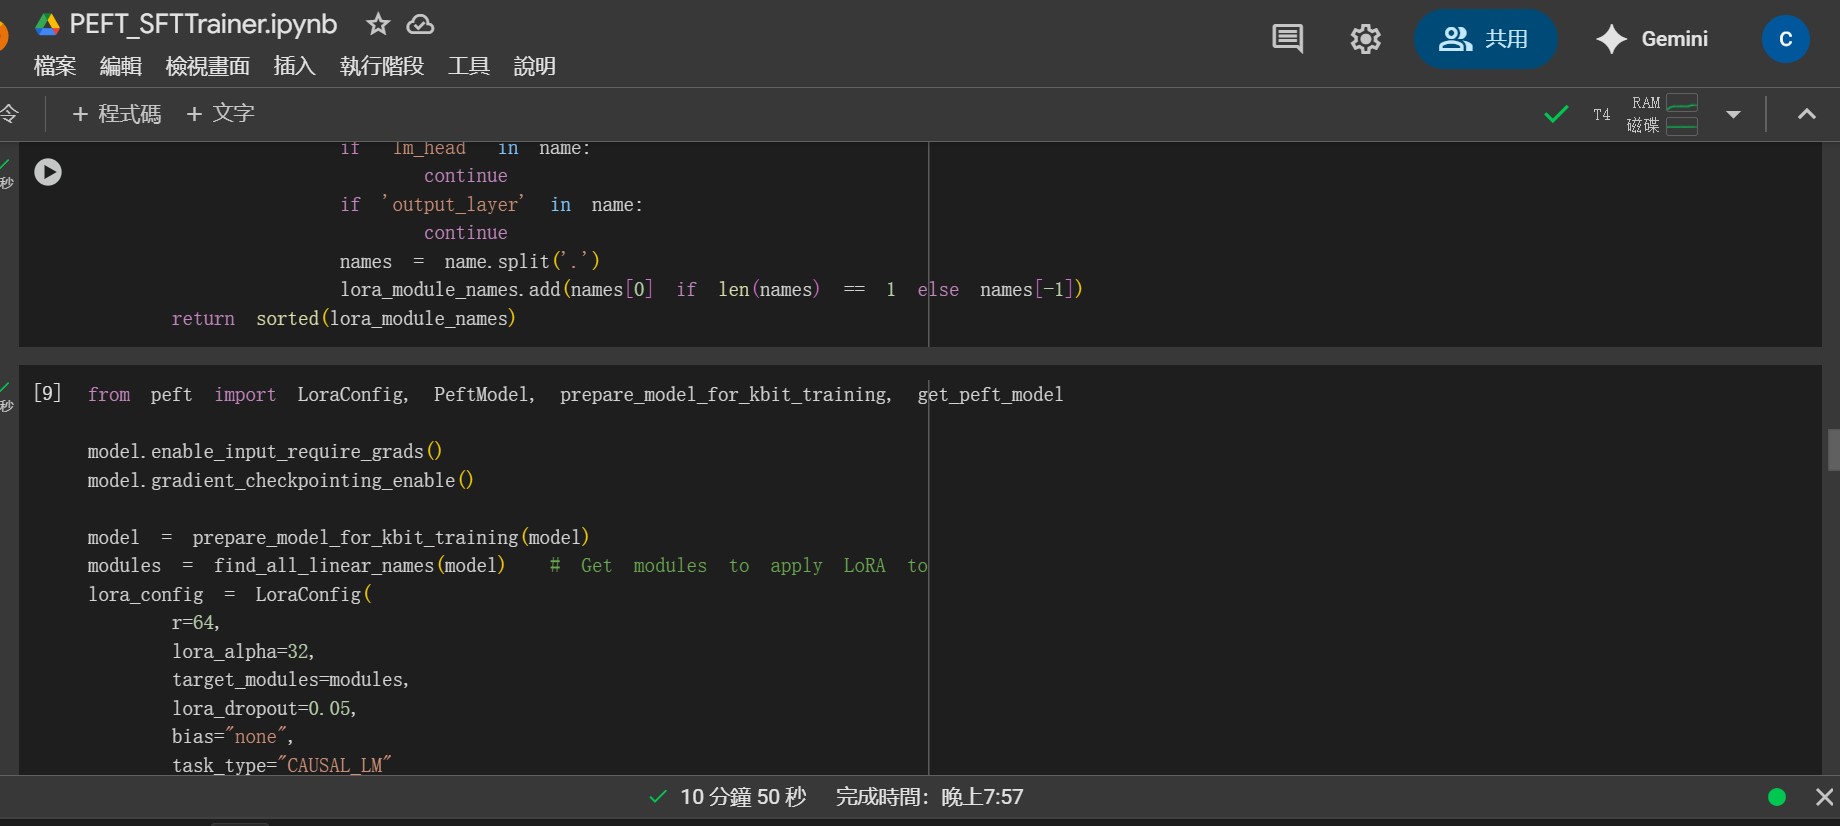 PEFT_SFTTrainer.ipynb
檔案 編輯 檢視畫面 插入 執行階段 工具 說明
共用
Gemini
C
令
+ 程式碼 + 文字
T4
RAM
磁碟
秒
if 'lm_head' in name:
continue
if 'output_layer' in name:
continue
names = name.split('.')
lora_module_names.add(names[0] if len(names) == 1 else names[-1])
return sorted(lora_module_names)
秒
[9] from peft import LoraConfig, PeftModel, prepare_model_for_kbit_training, get_peft_model
model.enable_input_require_grads()
model.gradient_checkpointing_enable()
model = prepare_model_for_kbit_training(model)
modules = find_all_linear_names(model) # Get modules to apply LoRA to
lora_config = LoraConfig(
r=64,
lora_alpha=32,
target_modules=modules,
lora_dropout=0.05,
bias="none",
task_type="CAUSAL_LM"
10 分鐘 50 秒 完成時間：晚上7:57